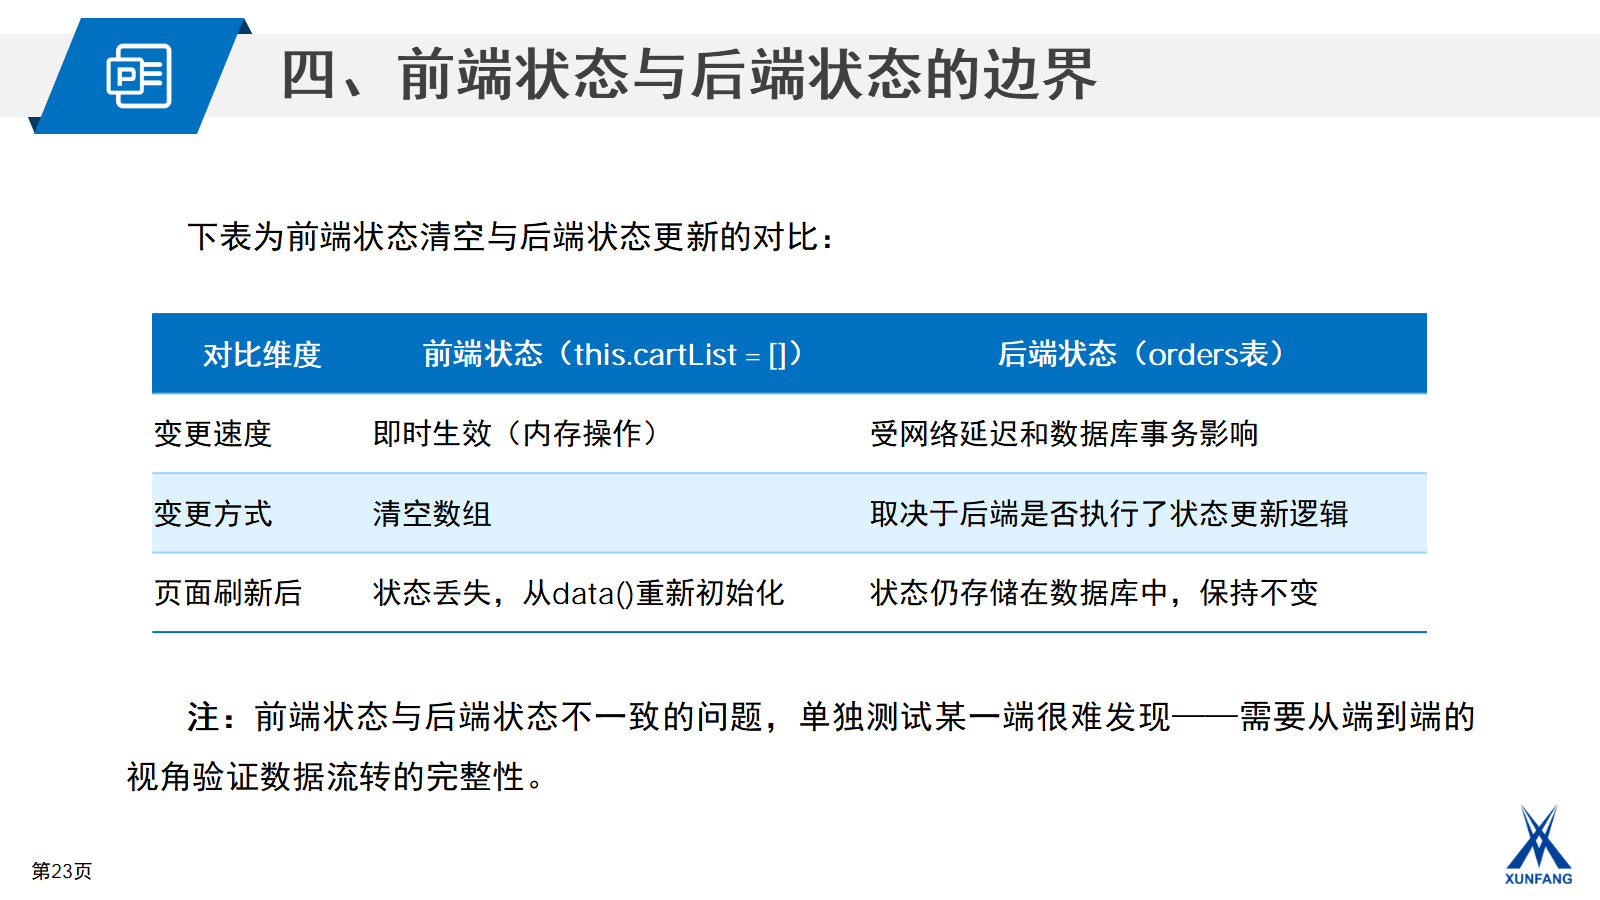 四、前端状态与后端状态的边界
下表为前端状态清空与后端状态更新的对比：
对比维度 前端状态（this.cartList = []） 后端状态（orders表）
变更速度 即时生效（内存操作） 受网络延迟和数据库事务影响
变更方式 清空数组 取决于后端是否执行了状态更新逻辑
页面刷新后 状态丢失，从data()重新初始化 状态仍存储在数据库中，保持不变
注：前端状态与后端状态不一致的问题，单独测试某一端很难发现——需要从端到端的
视角验证数据流转的完整性。
第23页
XUNFANG